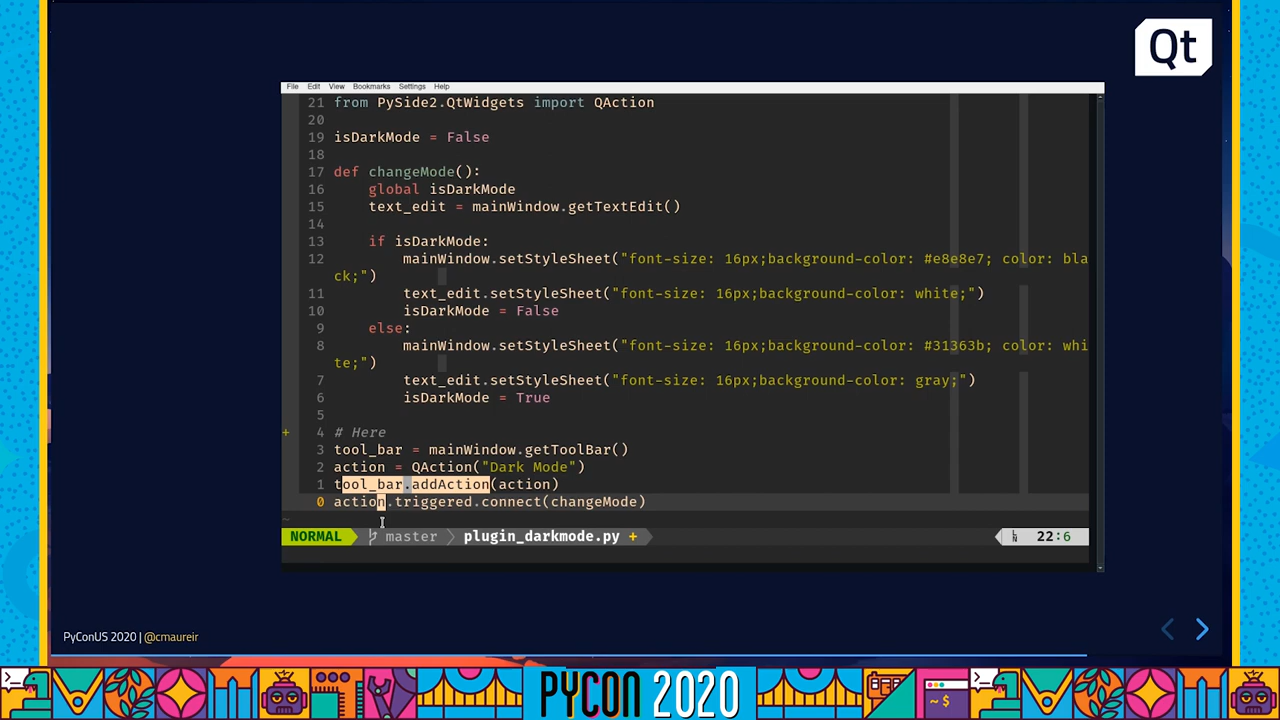 Qt
File Edit View Bookmarks Settings Help
21 from PySide2.QtWidgets import QAction
20
19 isDarkMode = False
18
17 def changeMode():
16 global isDarkMode
15 text_edit = mainWindow.getTextEdit()
14
13 if isDarkMode:
12 mainWindow.setStyleSheet("font-size: 16px;background-color: #e8e8e7; color: bla
ck;")
11 text_edit.setStyleSheet("font-size: 16px;background-color: white;")
10 isDarkMode = False
9 else:
8 mainWindow.setStyleSheet("font-size: 16px;background-color: #31363b; color: whi
te;")
7 text_edit.setStyleSheet("font-size: 16px;background-color: gray;")
6 isDarkMode = True
5
+ 4 # Here
3 tool_bar = mainWindow.getToolBar()
2 action = QAction("Dark Mode")
1 tool_bar.addAction(action)
0 action.triggered.connect(changeMode)
~
NORMAL master plugin_darkmode.py + 22:6
PyConUS 2020 | @cmaureir
PYCON 2020
~$